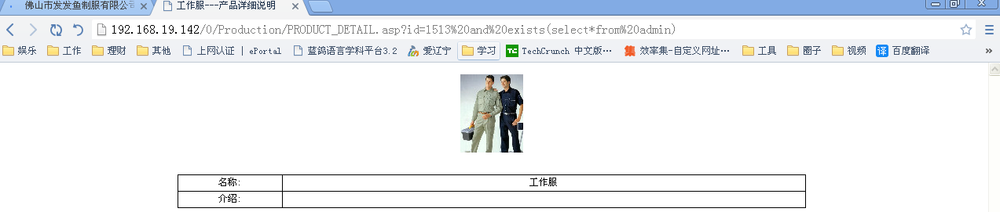 佛山市发发鱼制服有限公司
工作服---产品详细说明
192.168.19.142/0/Production/PRODUCT_DETAIL.asp?id=1513%20and%20exists(select*from%20admin)
娱乐 工作 理财 其他 上网认证 | ePortal 蓝鸽语言学科平台3.2 爱辽宁 学习 TechCrunch 中文版… 效率集-自定义网址… 工具 圈子 视频 百度翻译 »
名称: 工作服
介绍: